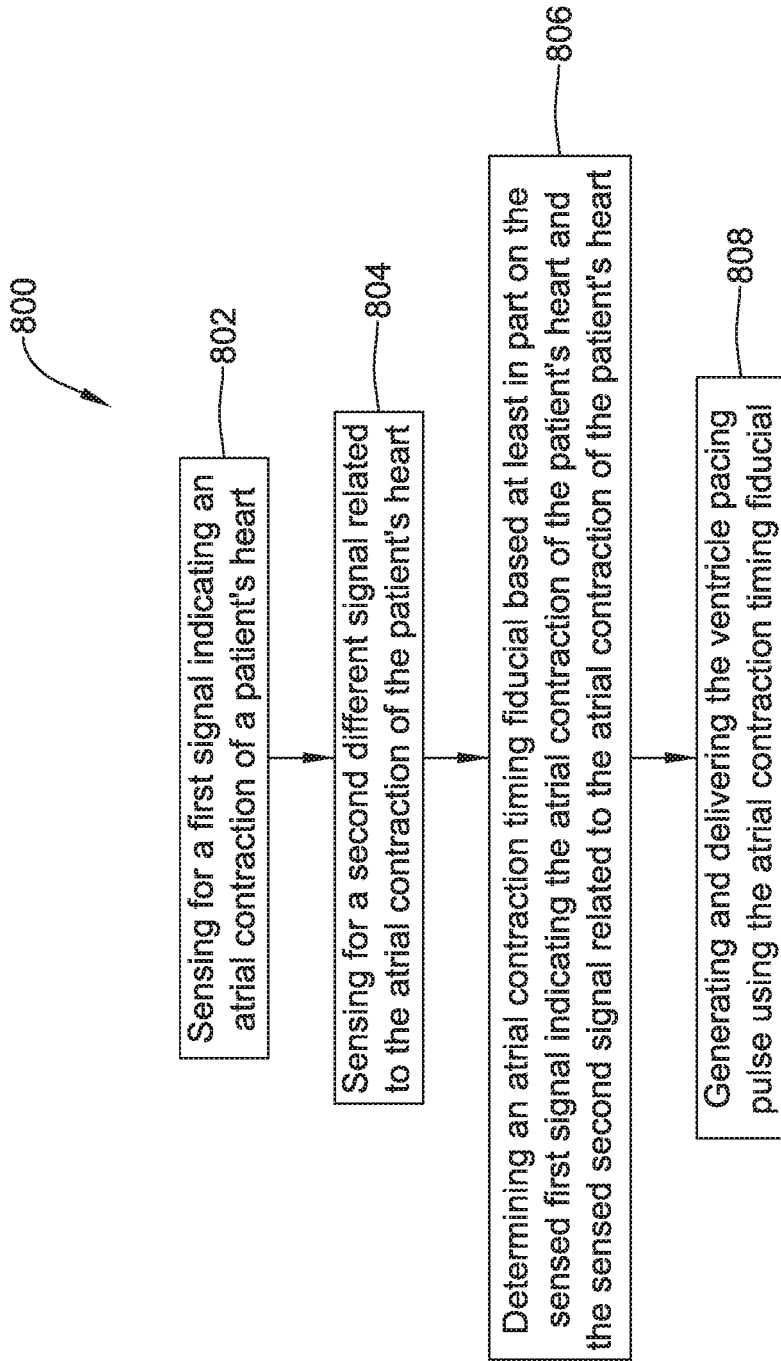 800
802
Sensing for a first signal indicating an
atrial contraction of a patient's heart
804
Sensing for a second different signal related
to the atrial contraction of the patient's heart
806
Determining an atrial contraction timing fiducial based at least in part on the
sensed first signal indicating the atrial contraction of the patient's heart and
the sensed second signal related to the atrial contraction of the patient's heart
808
Generating and delivering the ventricle pacing
pulse using the atrial contraction timing fiducial